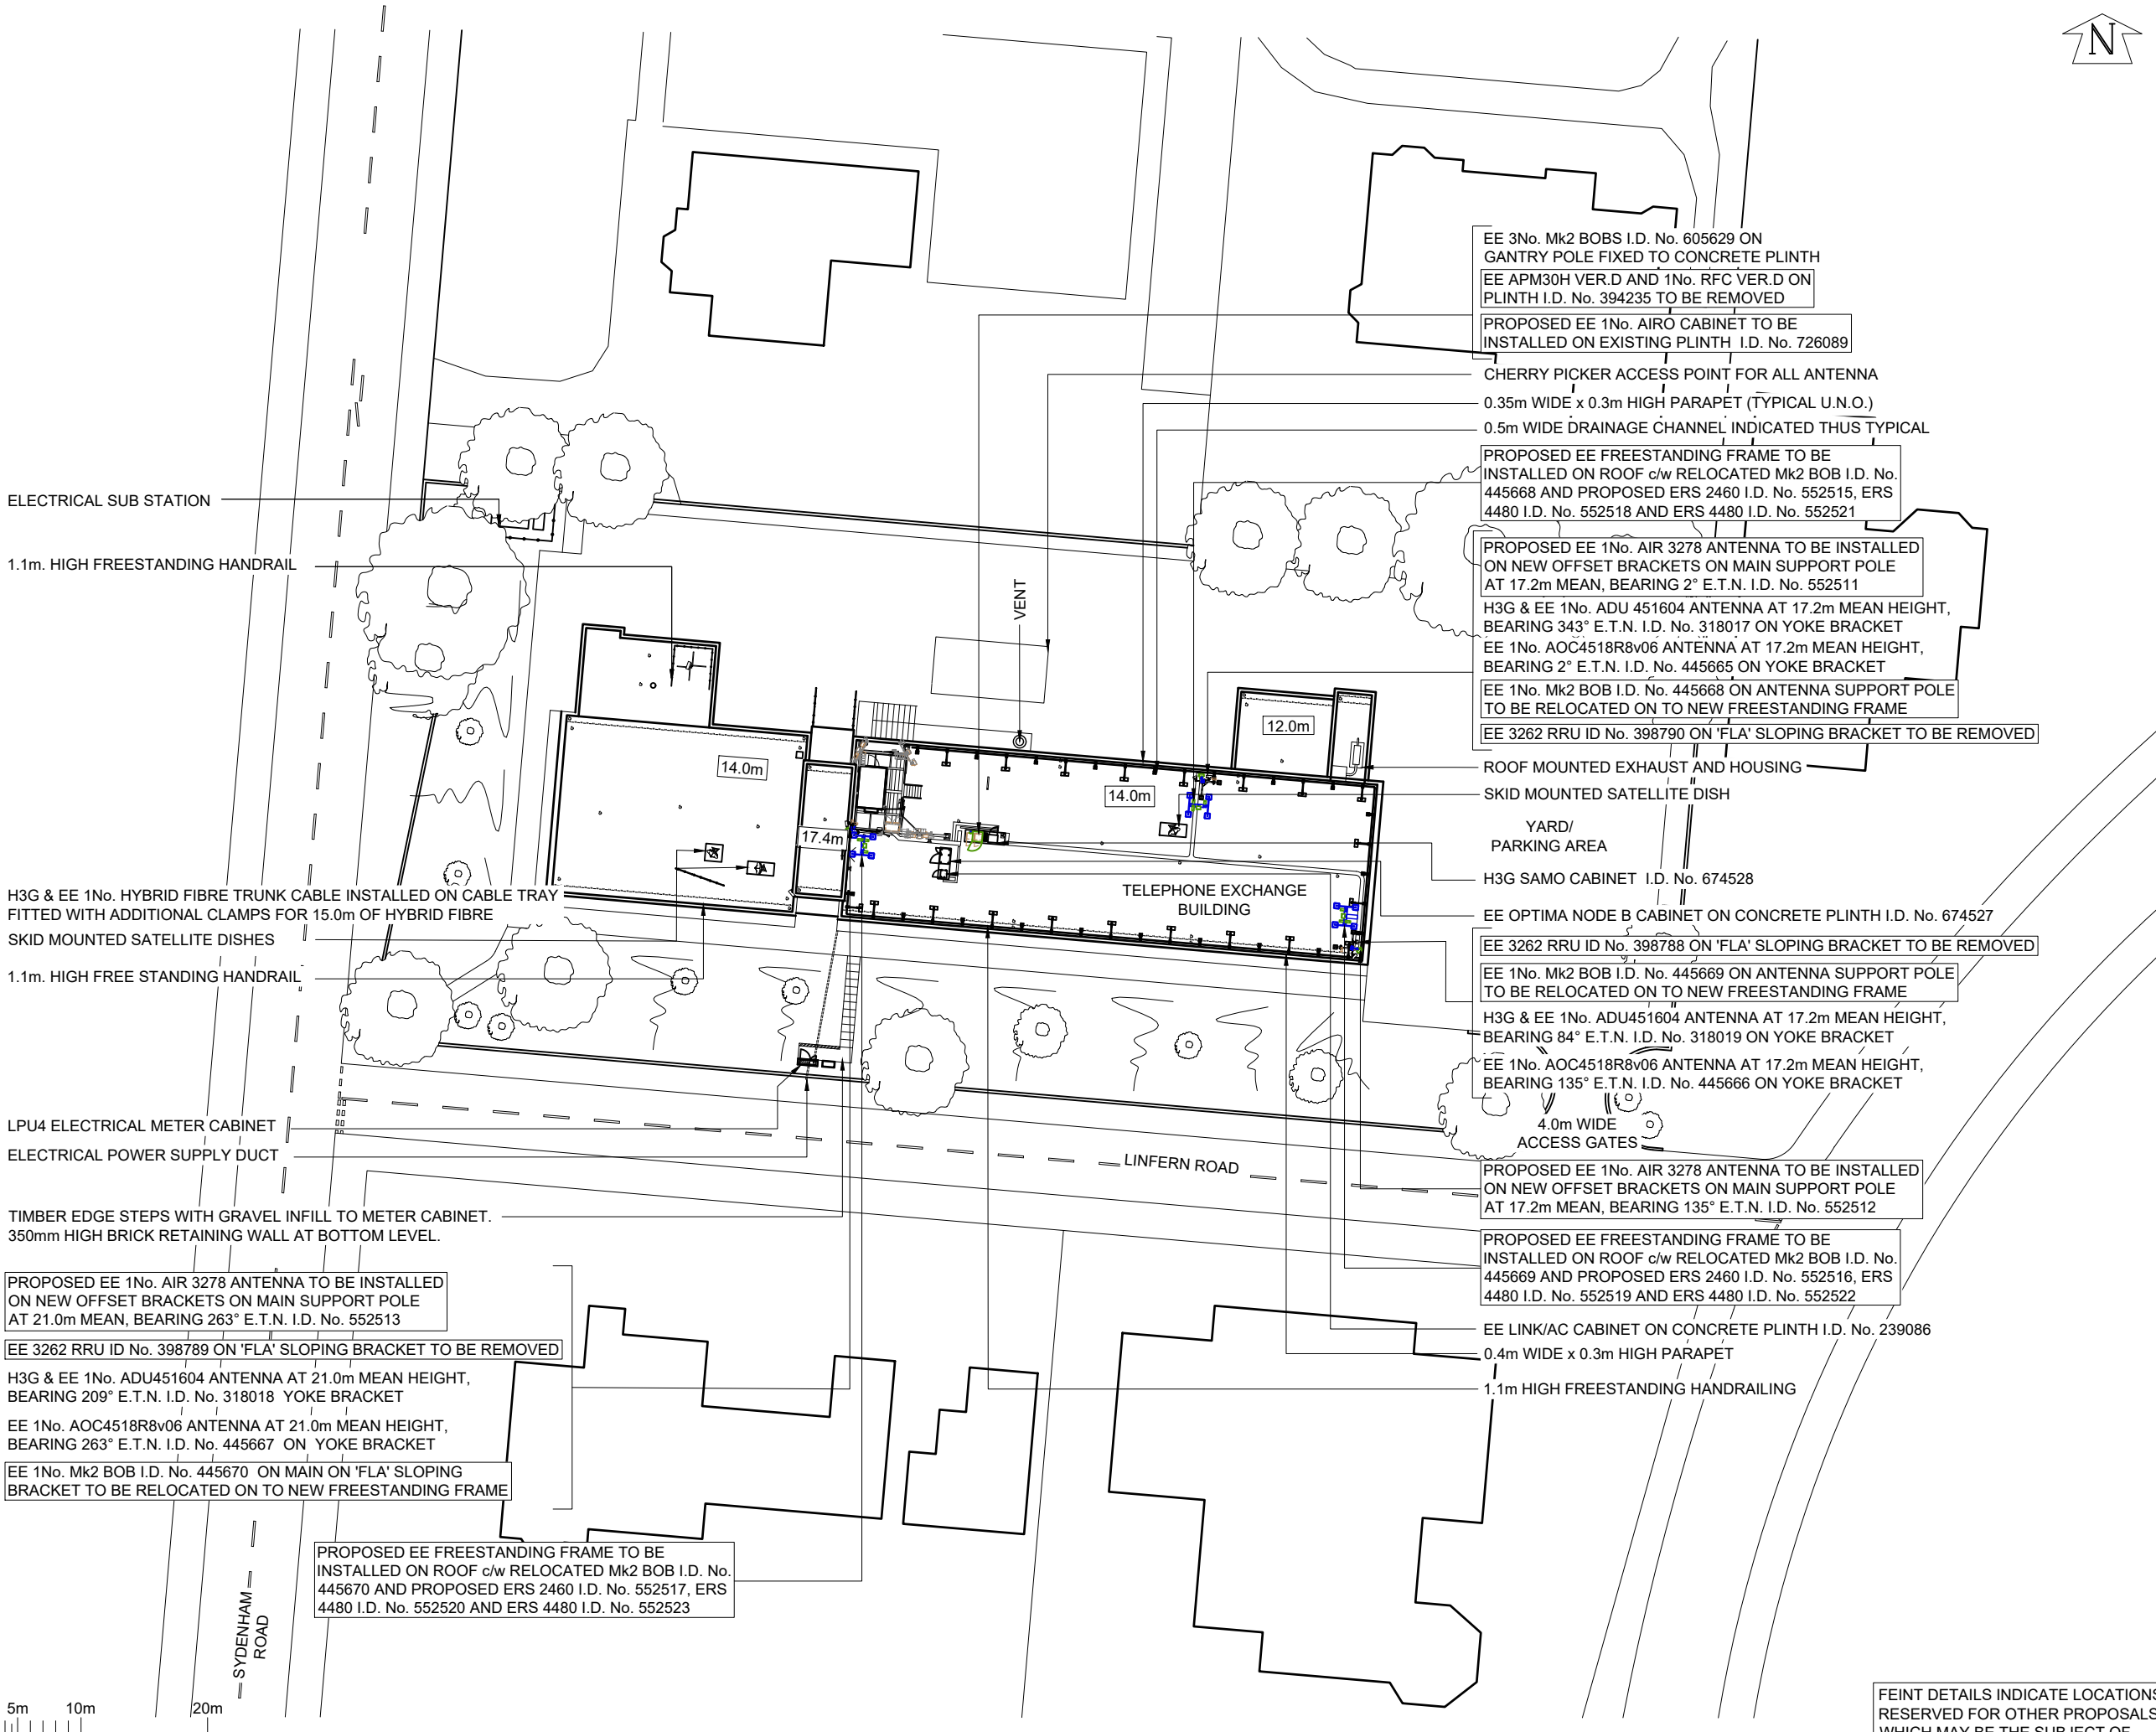 N
EE 3No. Mk2 BOBS I.D. No. 605629 ON
GANTRY POLE FIXED TO CONCRETE PLINTH
EE APM30H VER.D AND 1No. RFC VER.D ON
PLINTH I.D. No. 394235 TO BE REMOVED
PROPOSED EE 1No. AIRO CABINET TO BE
INSTALLED ON EXISTING PLINTH I.D. No. 726089
CHERRY PICKER ACCESS POINT FOR ALL ANTENNA
0.35m WIDE x 0.3m HIGH PARAPET (TYPICAL U.N.O.)
0.5m WIDE DRAINAGE CHANNEL INDICATED THUS TYPICAL
PROPOSED EE FREESTANDING FRAME TO BE
INSTALLED ON ROOF c/w RELOCATED Mk2 BOB I.D. No.
445668 AND PROPOSED ERS 2460 I.D. No. 552515, ERS
4480 I.D. No. 552518 AND ERS 4480 I.D. No. 552521
PROPOSED EE 1No. AIR 3278 ANTENNA TO BE INSTALLED
ON NEW OFFSET BRACKETS ON MAIN SUPPORT POLE
AT 17.2m MEAN, BEARING 2° E.T.N. I.D. No. 552511
H3G & EE 1No. ADU 451604 ANTENNA AT 17.2m MEAN HEIGHT,
BEARING 343° E.T.N. I.D. No. 318017 ON YOKE BRACKET
EE 1No. AOC4518R8v06 ANTENNA AT 17.2m MEAN HEIGHT,
BEARING 2° E.T.N. I.D. No. 445665 ON YOKE BRACKET
EE 1No. Mk2 BOB I.D. No. 445668 ON ANTENNA SUPPORT POLE
TO BE RELOCATED ON TO NEW FREESTANDING FRAME
EE 3262 RRU ID No. 398790 ON 'FLA' SLOPING BRACKET TO BE REMOVED
ROOF MOUNTED EXHAUST AND HOUSING
SKID MOUNTED SATELLITE DISH
YARD/
PARKING AREA
H3G SAMO CABINET I.D. No. 674528
EE OPTIMA NODE B CABINET ON CONCRETE PLINTH I.D. No. 674527
EE 3262 RRU ID No. 398788 ON 'FLA' SLOPING BRACKET TO BE REMOVED
EE 1No. Mk2 BOB I.D. No. 445669 ON ANTENNA SUPPORT POLE
TO BE RELOCATED ON TO NEW FREESTANDING FRAME
H3G & EE 1No. ADU451604 ANTENNA AT 17.2m MEAN HEIGHT,
BEARING 84° E.T.N. I.D. No. 318019 ON YOKE BRACKET
EE 1No. AOC4518R8v06 ANTENNA AT 17.2m MEAN HEIGHT,
BEARING 135° E.T.N. I.D. No. 445666 ON YOKE BRACKET
4.0m WIDE
ACCESS GATES
PROPOSED EE 1No. AIR 3278 ANTENNA TO BE INSTALLED
ON NEW OFFSET BRACKETS ON MAIN SUPPORT POLE
AT 17.2m MEAN, BEARING 135° E.T.N. I.D. No. 552512
PROPOSED EE FREESTANDING FRAME TO BE
INSTALLED ON ROOF c/w RELOCATED Mk2 BOB I.D. No.
445669 AND PROPOSED ERS 2460 I.D. No. 552516, ERS
4480 I.D. No. 552519 AND ERS 4480 I.D. No. 552522
EE LINK/AC CABINET ON CONCRETE PLINTH I.D. No. 239086
0.4m WIDE x 0.3m HIGH PARAPET
1.1m HIGH FREESTANDING HANDRAILING
ELECTRICAL SUB STATION
1.1m. HIGH FREESTANDING HANDRAIL
VENT
12.0m
14.0m
14.0m
17.4m
TELEPHONE EXCHANGE
BUILDING
H3G & EE 1No. HYBRID FIBRE TRUNK CABLE INSTALLED ON CABLE TRAY
FITTED WITH ADDITIONAL CLAMPS FOR 15.0m OF HYBRID FIBRE
SKID MOUNTED SATELLITE DISHES
1.1m. HIGH FREE STANDING HANDRAIL
LPU4 ELECTRICAL METER CABINET
ELECTRICAL POWER SUPPLY DUCT
LINFERN ROAD
TIMBER EDGE STEPS WITH GRAVEL INFILL TO METER CABINET.
350mm HIGH BRICK RETAINING WALL AT BOTTOM LEVEL.
PROPOSED EE 1No. AIR 3278 ANTENNA TO BE INSTALLED
ON NEW OFFSET BRACKETS ON MAIN SUPPORT POLE
AT 21.0m MEAN, BEARING 263° E.T.N. I.D. No. 552513
EE 3262 RRU ID No. 398789 ON 'FLA' SLOPING BRACKET TO BE REMOVED
H3G & EE 1No. ADU451604 ANTENNA AT 21.0m MEAN HEIGHT,
BEARING 209° E.T.N. I.D. No. 318018 YOKE BRACKET
EE 1No. AOC4518R8v06 ANTENNA AT 21.0m MEAN HEIGHT,
BEARING 263° E.T.N. I.D. No. 445667 ON YOKE BRACKET
EE 1No. Mk2 BOB I.D. No. 445670 ON MAIN ON 'FLA' SLOPING
BRACKET TO BE RELOCATED ON TO NEW FREESTANDING FRAME
PROPOSED EE FREESTANDING FRAME TO BE
INSTALLED ON ROOF c/w RELOCATED Mk2 BOB I.D. No.
445670 AND PROPOSED ERS 2460 I.D. No. 552517, ERS
4480 I.D. No. 552520 AND ERS 4480 I.D. No. 552523
SYDENHAM
ROAD
5m 10m 20m
FEINT DETAILS INDICATE LOCATIONS
RESERVED FOR OTHER PROPOSALS
WHICH MAY BE THE SUBJECT OF